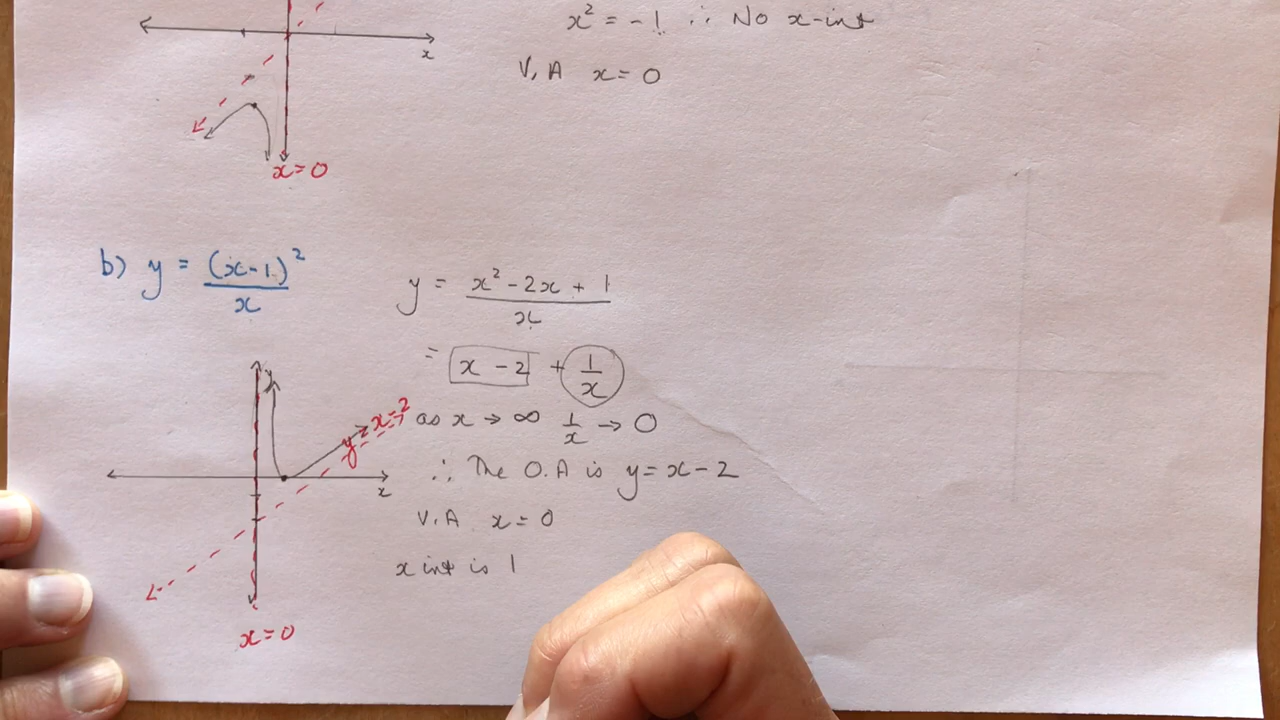 x² = -1 ∴ No x-int
x
V.A x = 0
x = 0
b) y = (x-1)²/x
y = (x² - 2x + 1)/x
= x - 2 + 1/x
y
y = x - 2
as x → ∞ 1/x → 0
∴ The O.A is y = x - 2
x
V.A x = 0
x int is 1
x = 0